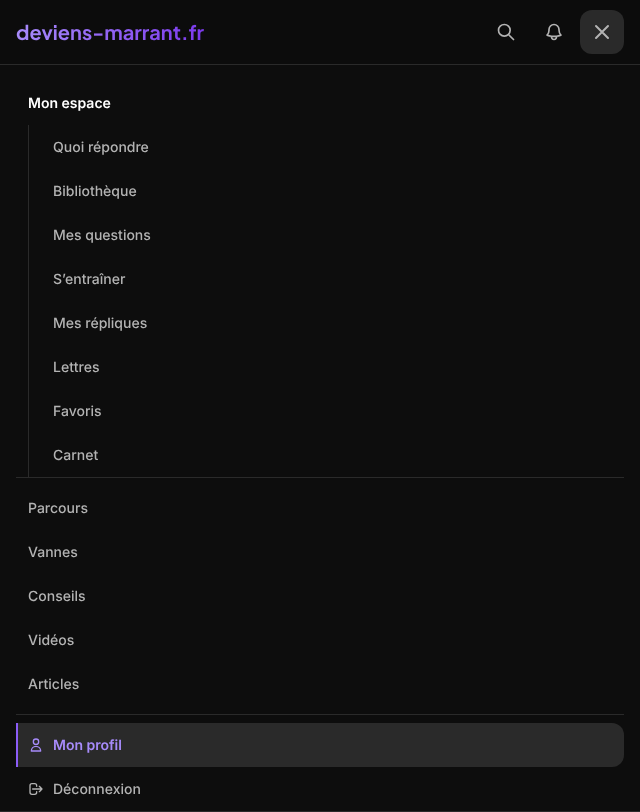 deviens-marrant.fr
Mon espace
Quoi répondre
Bibliothèque
Mes questions
S’entraîner
Mes répliques
Lettres
Favoris
Carnet
Parcours
Vannes
Conseils
Vidéos
Articles
Mon profil
Déconnexion